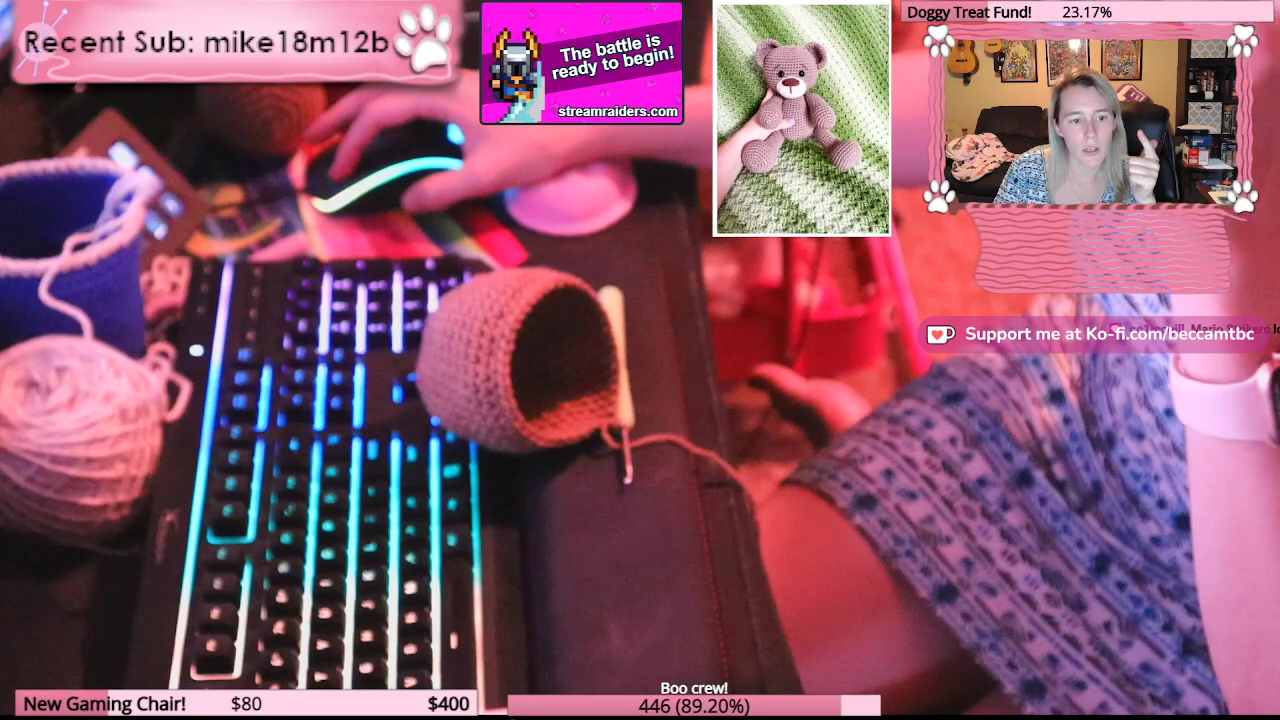 Recent Sub: mike18m12b
The battle is
ready to begin!
streamraiders.com
Doggy Treat Fund! 23.17%
Support me at Ko-fi.com/beccamtbc
New Gaming Chair! $80 $400
Boo crew!
446 (89.20%)